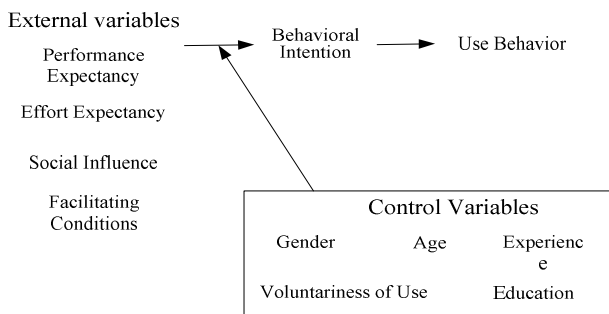 External variables
Performance
Expectancy
Effort Expectancy
Social Influence
Facilitating
Conditions
Behavioral
Intention
Use Behavior
Control Variables
Gender
Age
Experienc
e
Voluntariness of Use
Education